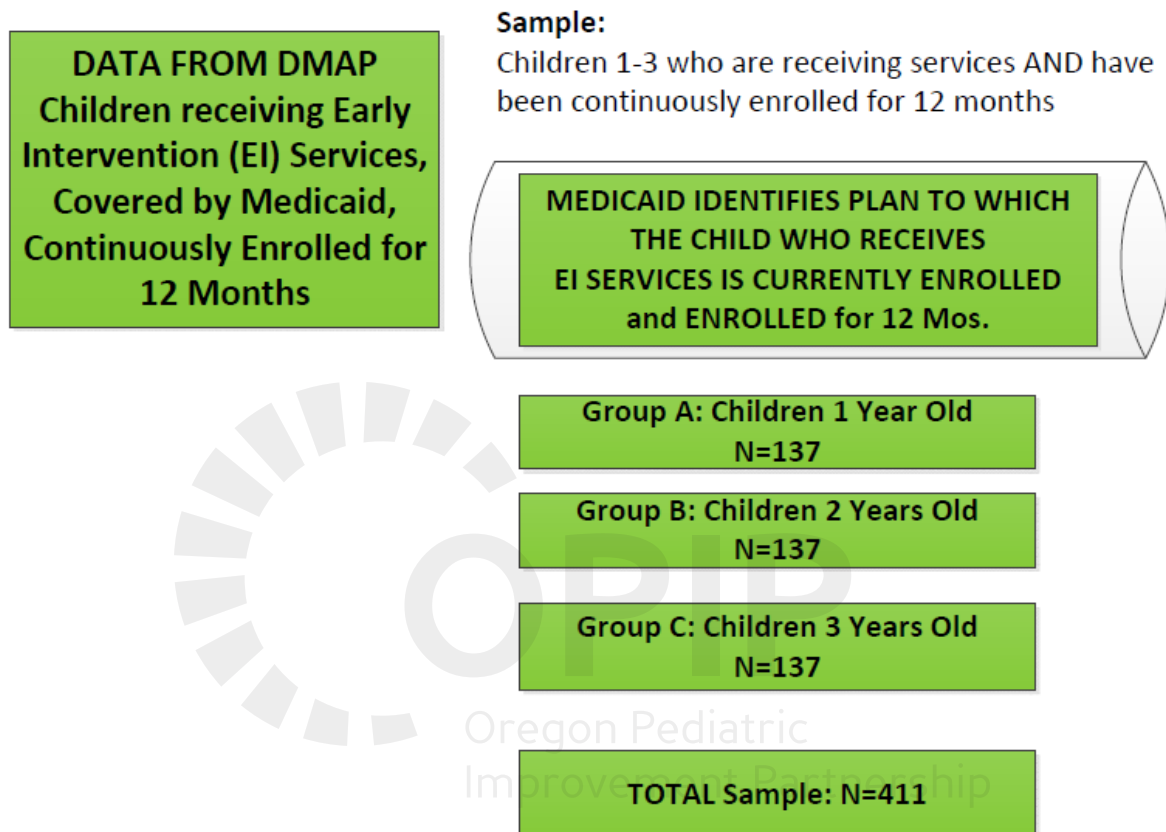 DATA FROM DMAP
Children receiving Early
Intervention (EI) Services,
Covered by Medicaid,
Continuously Enrolled for
12 Months
Sample:
Children 1-3 who are receiving services AND have
been continuously enrolled for 12 months
MEDICAID IDENTIFIES PLAN TO WHICH
THE CHILD WHO RECEIVES
EI SERVICES IS CURRENTLY ENROLLED
and ENROLLED for 12 Mos.
Group A: Children 1 Year Old
N=137
Group B: Children 2 Years Old
N=137
Group C: Children 3 Years Old
N=137
TOTAL Sample: N=411
OPIP
Oregon Pediatric
Improvement Partnership